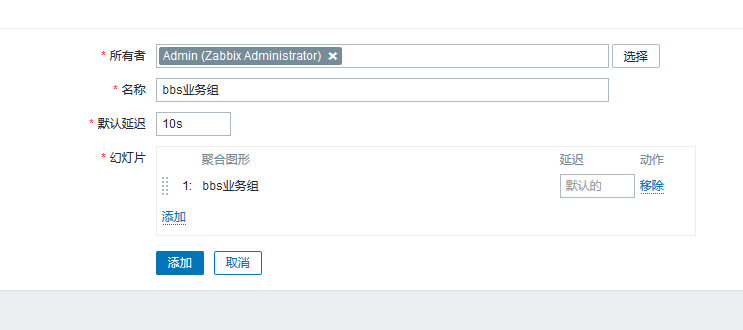 * 所有者 Admin (Zabbix Administrator) ✖ 选择
* 名称 bbs业务组
* 默认延迟 10s
* 幻灯片 聚合图形 延迟 动作
1: bbs业务组 默认的 移除
添加
添加 取消